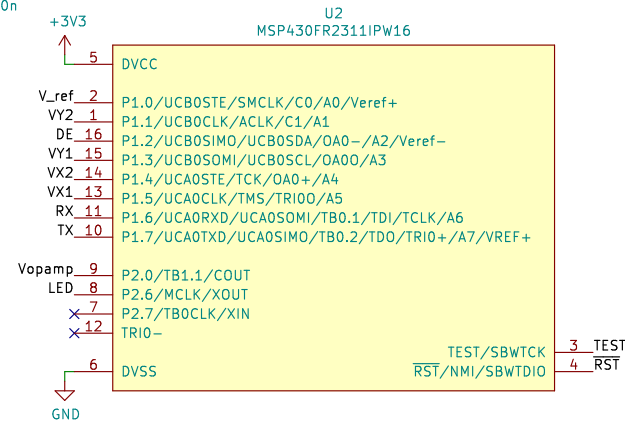 0n
+3V3
U2
MSP430FR2311IPW16
5 DVCC
V_ref 2 P1.0/UCB0STE/SMCLK/C0/A0/Veref+
VY2 1 P1.1/UCB0CLK/ACLK/C1/A1
DE 16 P1.2/UCB0SIMO/UCB0SDA/OA0-/A2/Veref-
VY1 15 P1.3/UCB0SOMI/UCB0SCL/OA0O/A3
VX2 14 P1.4/UCA0STE/TCK/OA0+/A4
VX1 13 P1.5/UCA0CLK/TMS/TRI0O/A5
RX 11 P1.6/UCA0RXD/UCA0SOMI/TB0.1/TDI/TCLK/A6
TX 10 P1.7/UCA0TXD/UCA0SIMO/TB0.2/TDO/TRI0+/A7/VREF+
Vopamp 9 P2.0/TB1.1/COUT
LED 8 P2.6/MCLK/XOUT
7 P2.7/TB0CLK/XIN
12 TRI0-
TEST/SBWTCK 3 TEST
RST/NMI/SBWTDIO 4 RST
6 DVSS
GND